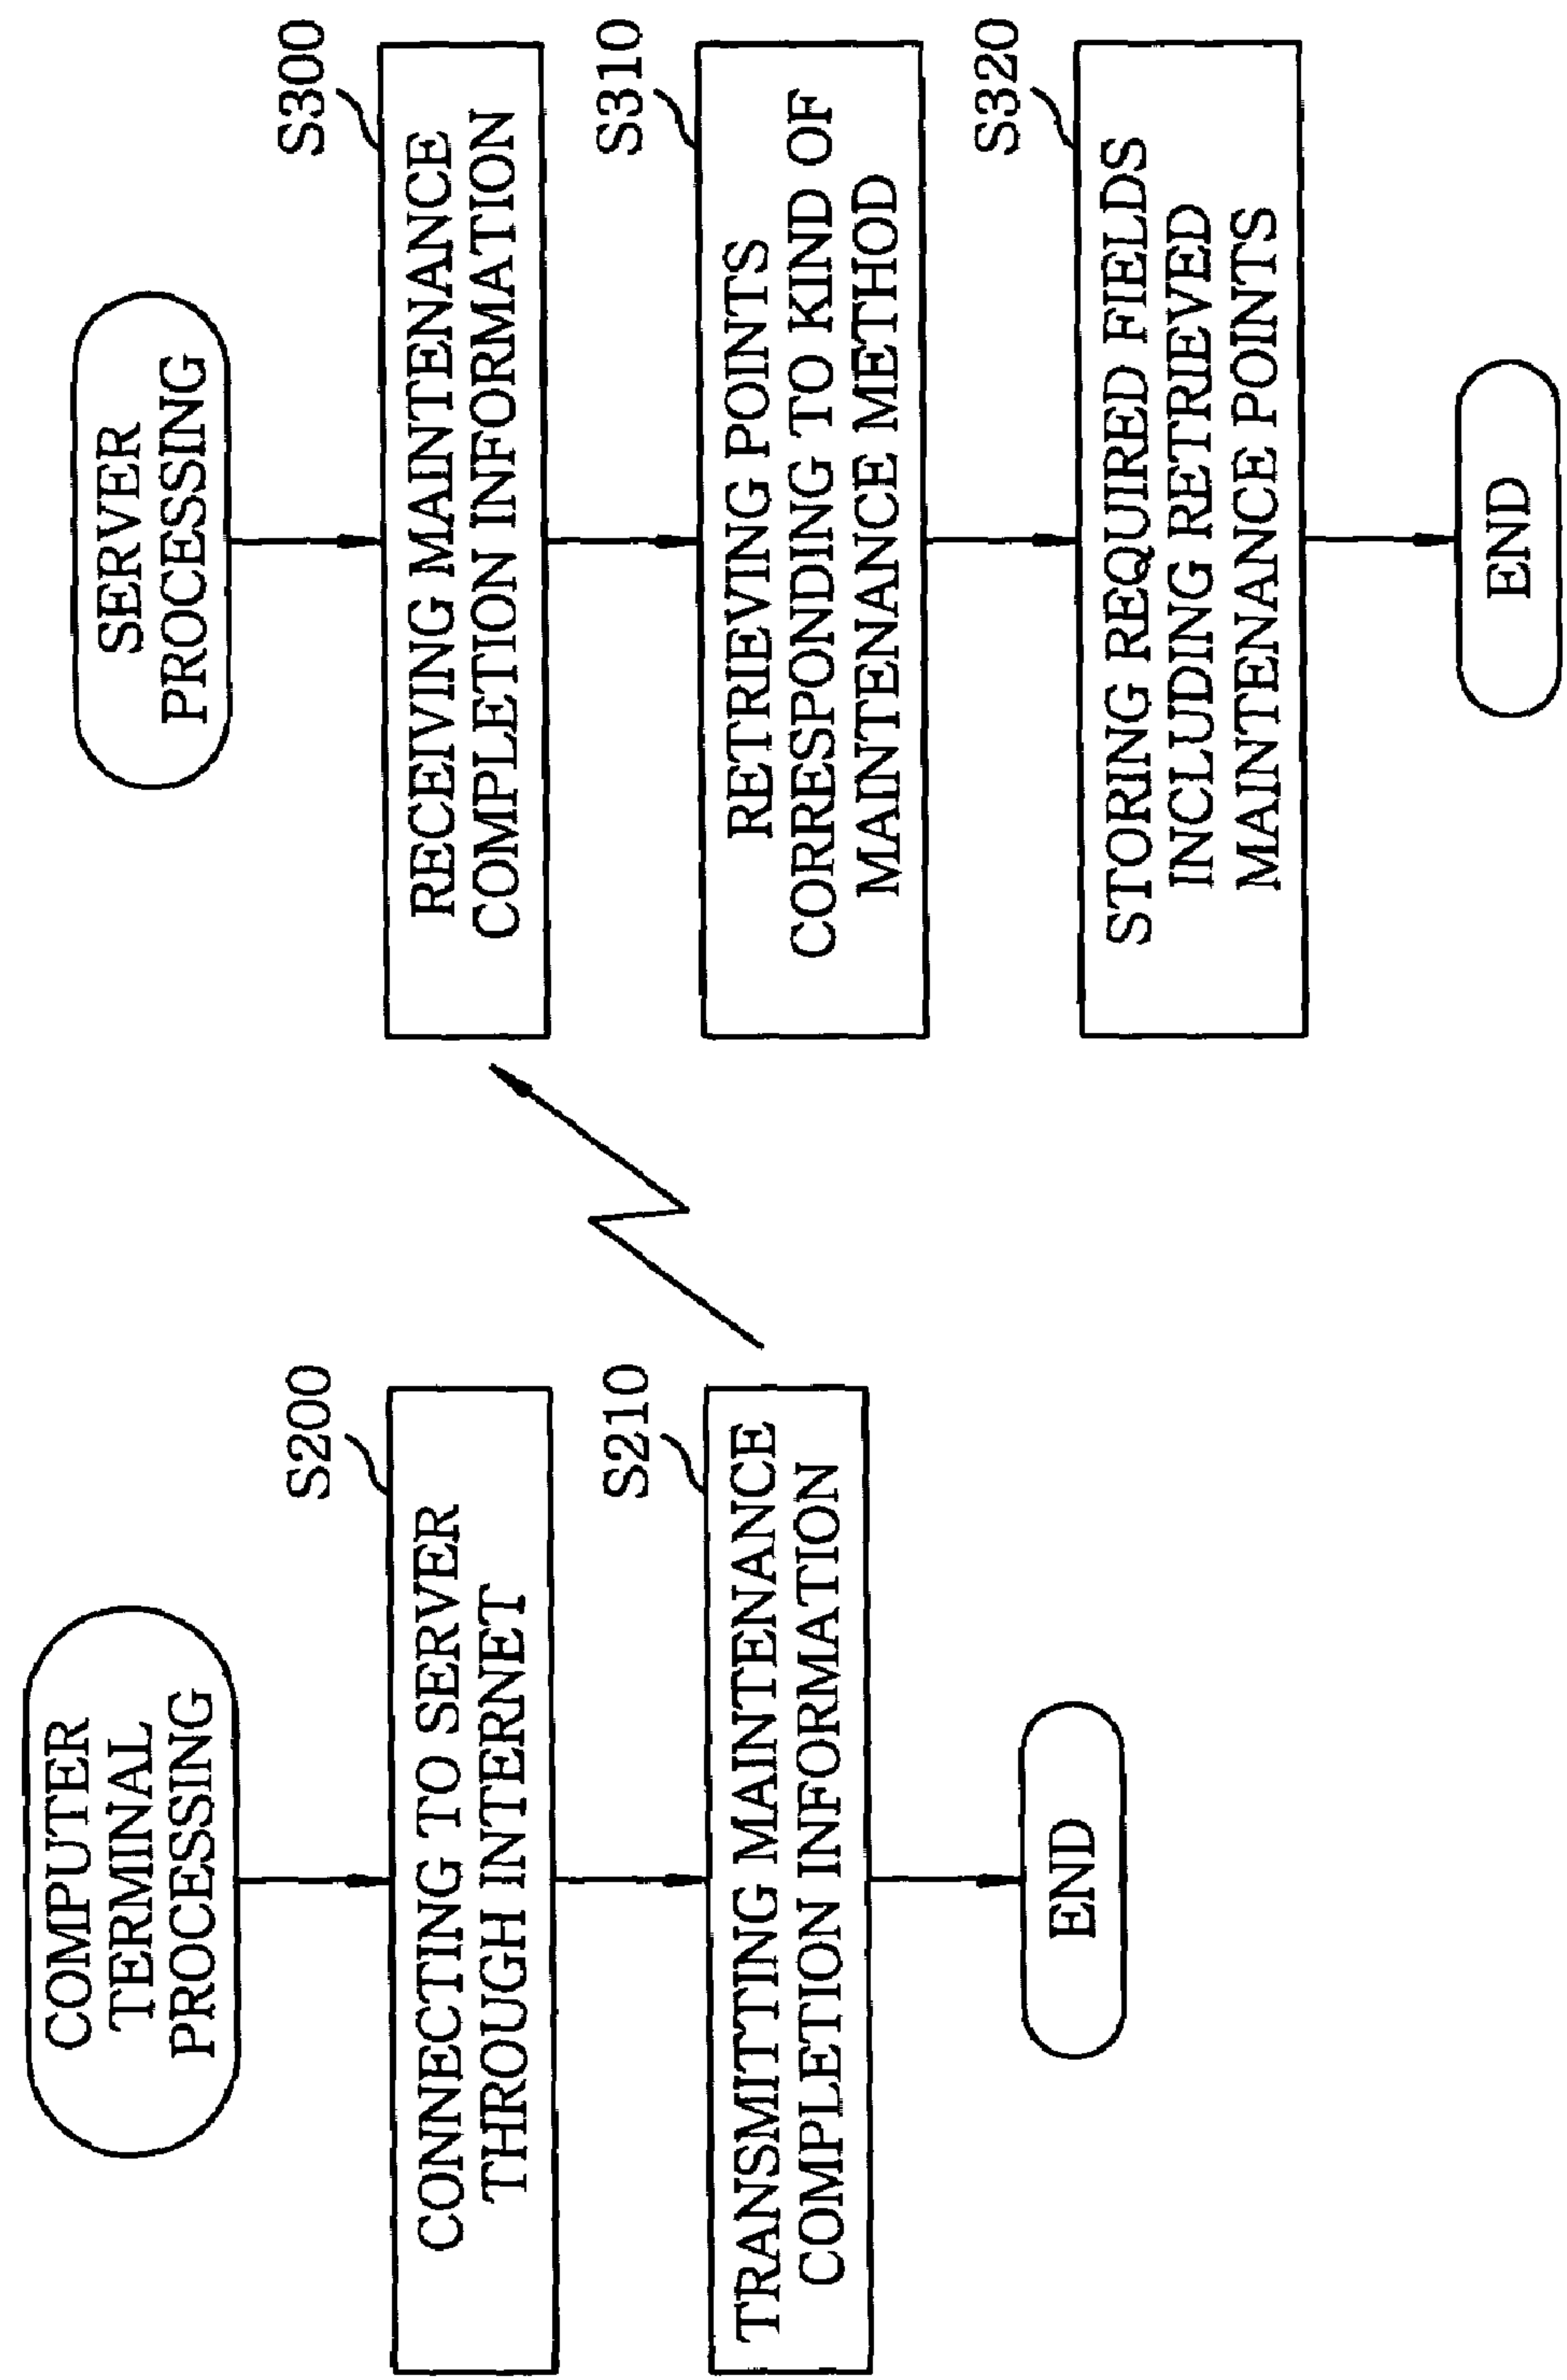 COMPUTER
TERMINAL
PROCESSING
S200
CONNECTING TO SERVER
THROUGH INTERNET
S210
TRANSMITTING MAINTENANCE
COMPLETION INFORMATION
END
SERVER
PROCESSING
S300
RECEIVING MAINTENANCE
COMPLETION INFORMATION
S310
RETRIEVING POINTS
CORRESPONDING TO KIND OF
MAINTENANCE METHOD
S320
STORING REQUIRED FIELDS
INCLUDING RETRIEVED
MAINTENANCE POINTS
END